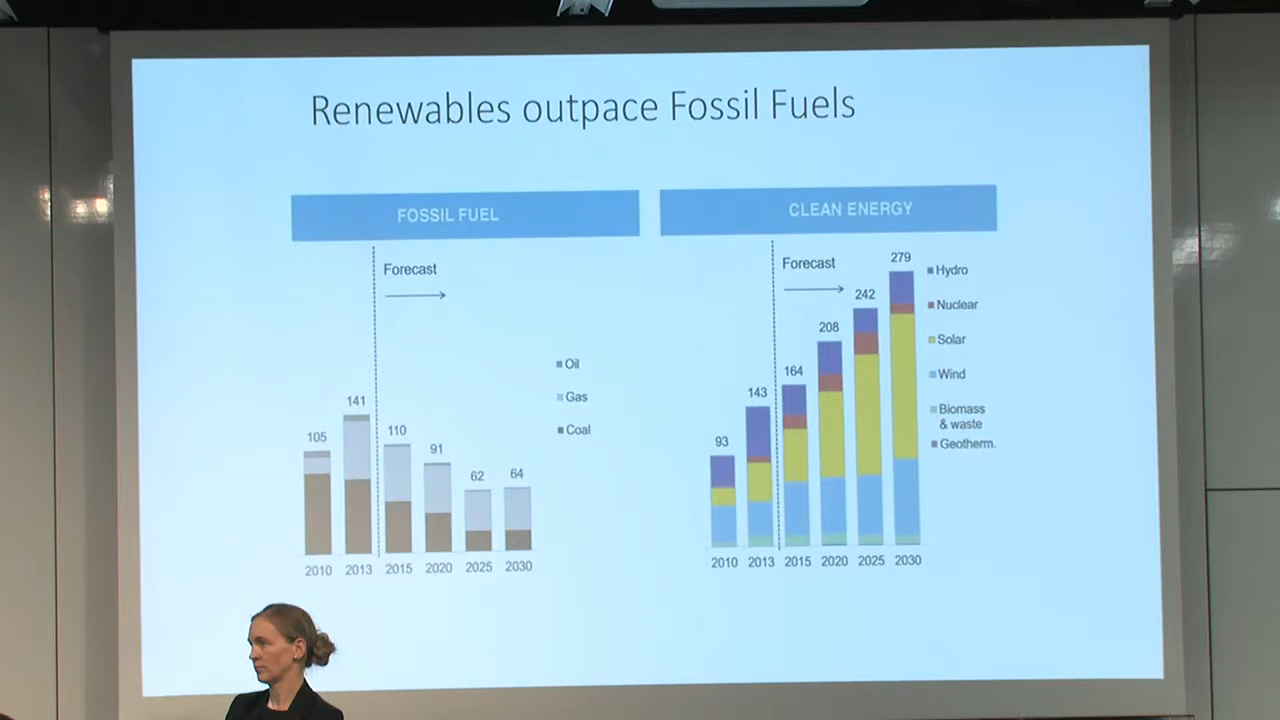 Renewables outpace Fossil Fuels
FOSSIL FUEL
Forecast
105
141
110
91
62
64
Oil
Gas
Coal
2010 2013 2015 2020 2025 2030
CLEAN ENERGY
Forecast
93
143
164
208
242
279
Hydro
Nuclear
Solar
Wind
Biomass
& waste
Geotherm.
2010 2013 2015 2020 2025 2030